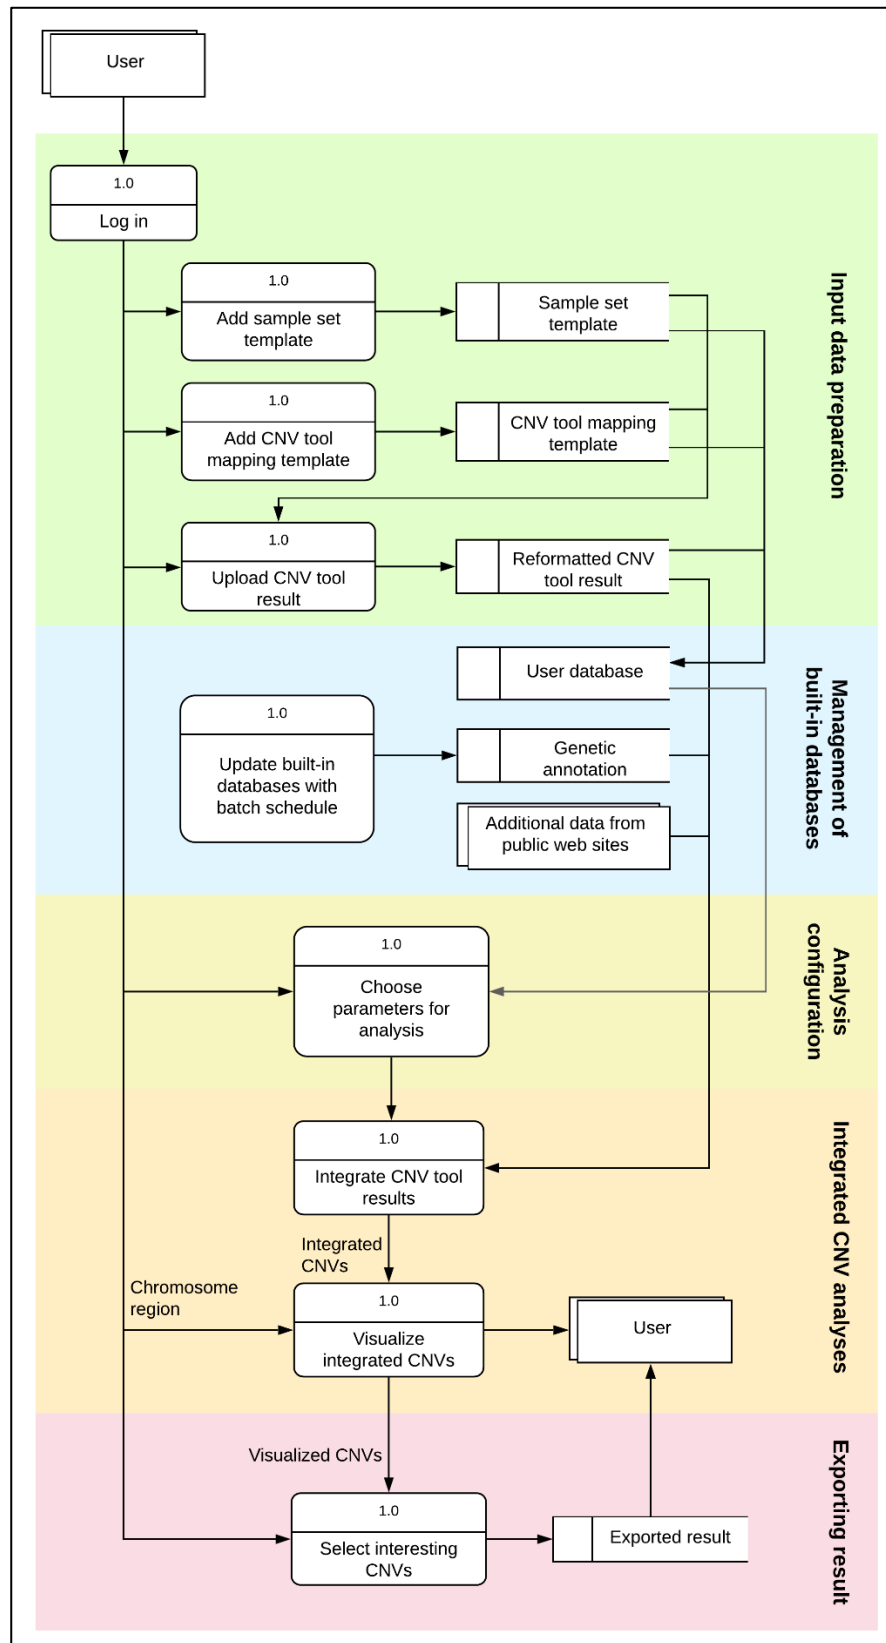 User
1.0
Log in
1.0
Add sample set
template
Sample set
template
1.0
Add CNV tool
mapping template
CNV tool mapping
template
1.0
Upload CNV tool
result
Reformatted CNV
tool result
Input data preparation
User database
1.0
Update built-in
databases with
batch schedule
Genetic
annotation
Additional data from
public web sites
Management of
built-in databases
1.0
Choose
parameters for
analysis
Analysis
configuration
1.0
Integrate CNV tool
results
Integrated
CNVs
Chromosome
region
1.0
Visualize
integrated CNVs
User
Integrated CNV analyses
Visualized CNVs
1.0
Select interesting
CNVs
Exported result
Exporting result